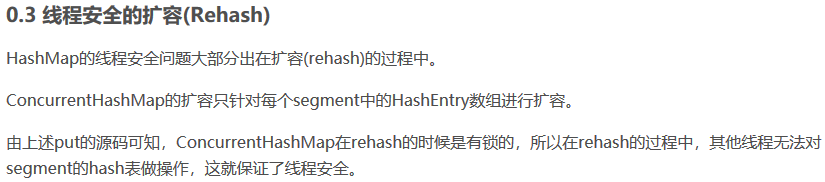 0.3 线程安全的扩容(Rehash)
HashMap的线程安全问题大部分出在扩容(rehash)的过程中。
ConcurrentHashMap的扩容只针对每个segment中的HashEntry数组进行扩容。
由上述put的源码可知，ConcurrentHashMap在rehash的时候是有锁的，所以在rehash的过程中，其他线程无法对
segment的hash表做操作，这就保证了线程安全。